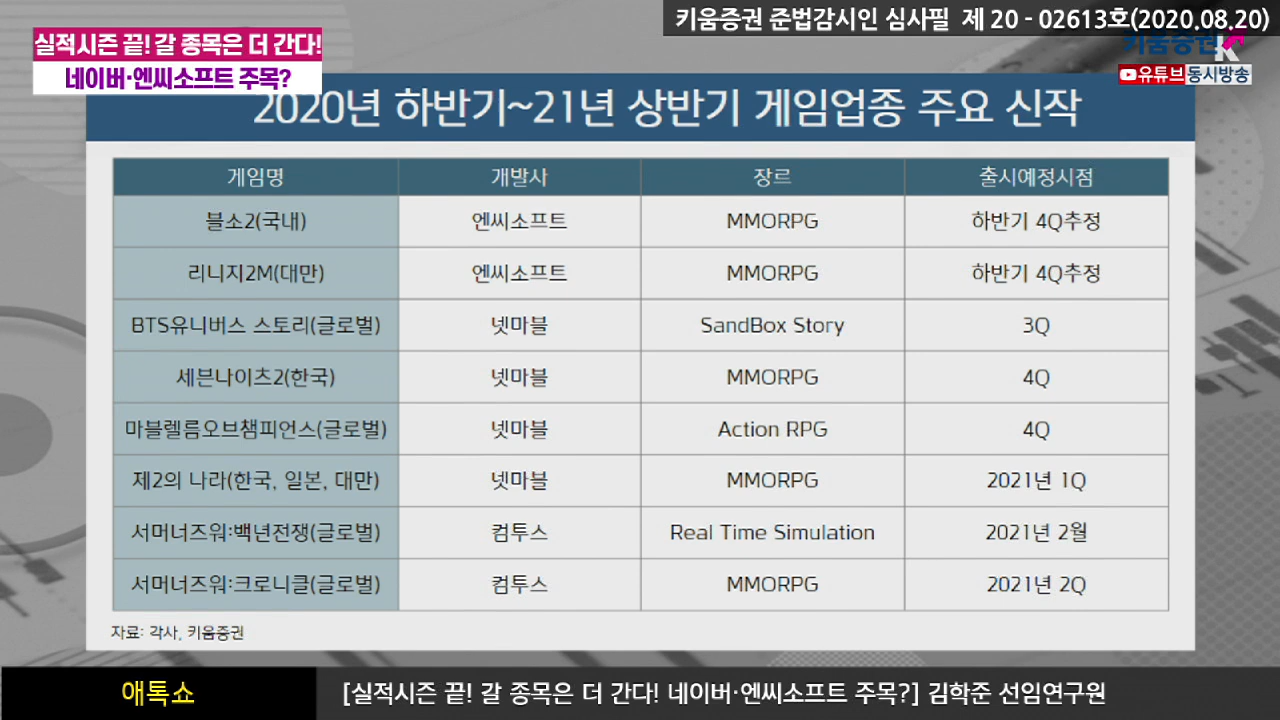 키움증권 준법감시인 심사필 제 20 - 02613호(2020.08.20)
실적시즌 끝! 갈 종목은 더 간다!
네이버·엔씨소프트 주목?
키움증권
유튜브동시방송
2020년 하반기~21년 상반기 게임업종 주요 신작
게임명 개발사 장르 출시예정시점
블소2(국내) 엔씨소프트 MMORPG 하반기 4Q추정
리니지2M(대만) 엔씨소프트 MMORPG 하반기 4Q추정
BTS유니버스 스토리(글로벌) 넷마블 SandBox Story 3Q
세븐나이츠2(한국) 넷마블 MMORPG 4Q
마블렐름오브챔피언스(글로벌) 넷마블 Action RPG 4Q
제2의 나라(한국, 일본, 대만) 넷마블 MMORPG 2021년 1Q
서머너즈워:백년전쟁(글로벌) 컴투스 Real Time Simulation 2021년 2월
서머너즈워:크로니클(글로벌) 컴투스 MMORPG 2021년 2Q
자료: 각사, 키움증권
애톡쇼
[실적시즌 끝! 갈 종목은 더 간다! 네이버·엔씨소프트 주목?] 김학준 선임연구원